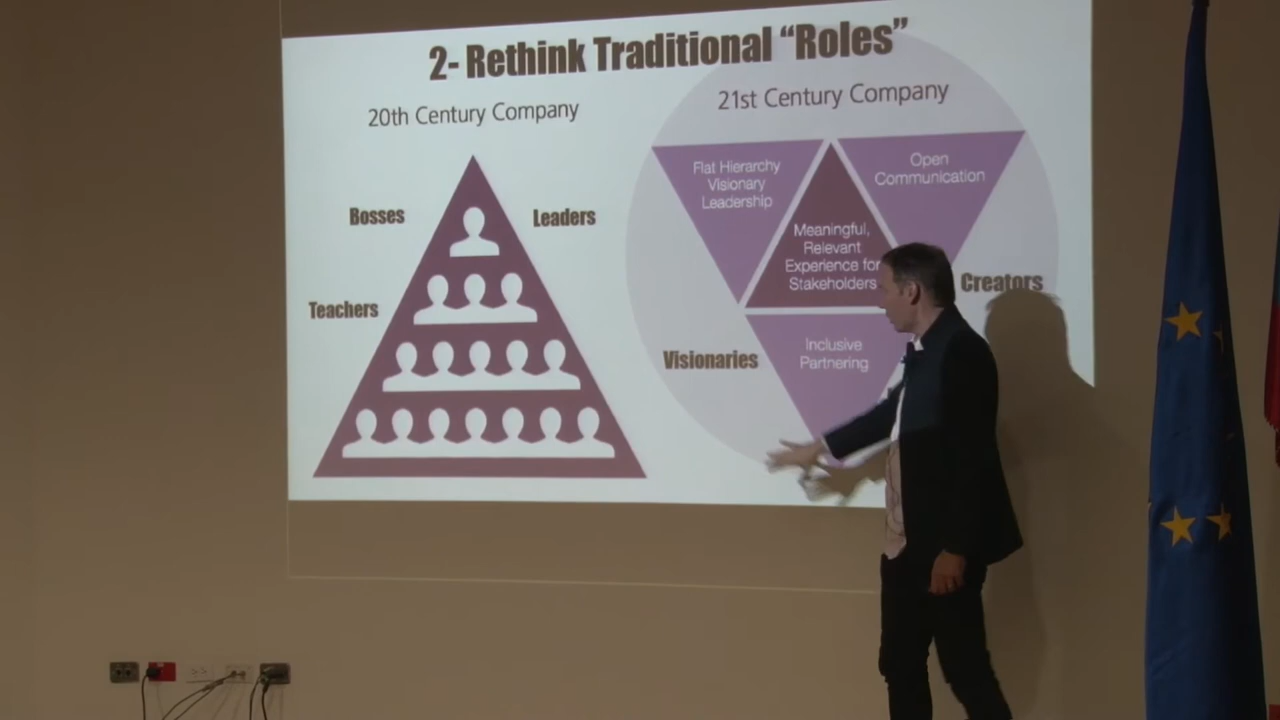 2- Rethink Traditional “Roles”
20th Century Company
Bosses
Leaders
Teachers
21st Century Company
Flat Hierarchy
Visionary
Leadership
Open
Communication
Meaningful,
Relevant
Experience for
Stakeholders
Creators
Visionaries
Inclusive
Partnering